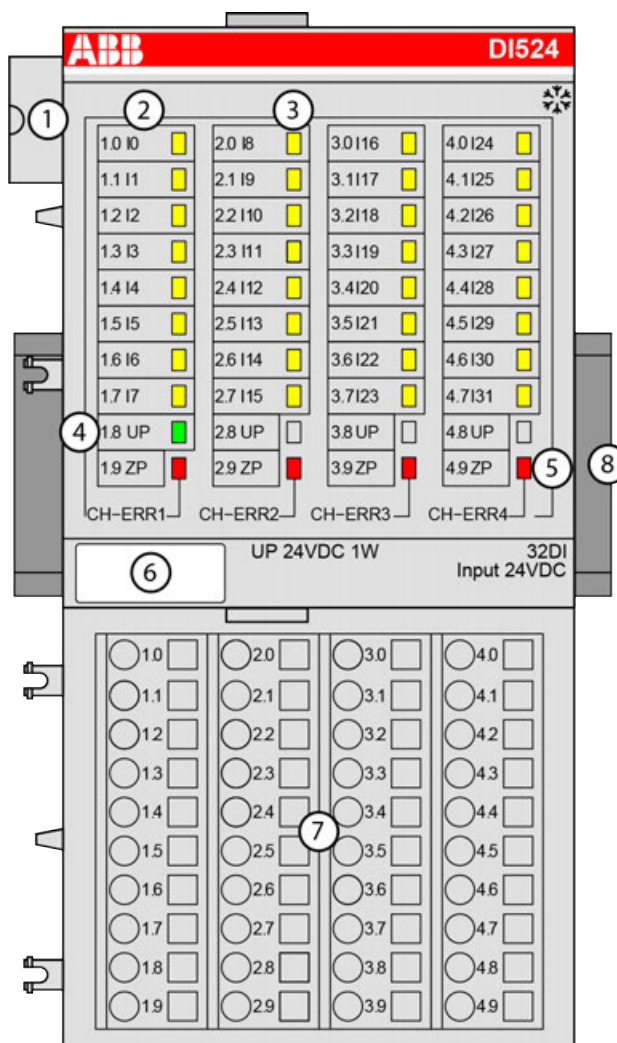 ABB DI524
1 2 3
1.0 I0 2.0 I8 3.0 I16 4.0 I24
1.1 I1 2.1 I9 3.1 I17 4.1 I25
1.2 I2 2.2 I10 3.2 I18 4.2 I26
1.3 I3 2.3 I11 3.3 I19 4.3 I27
1.4 I4 2.4 I12 3.4 I20 4.4 I28
1.5 I5 2.5 I13 3.5 I21 4.5 I29
1.6 I6 2.6 I14 3.6 I22 4.6 I30
1.7 I7 2.7 I15 3.7 I23 4.7 I31
4 1.8 UP 2.8 UP 3.8 UP 4.8 UP
1.9 ZP 2.9 ZP 3.9 ZP 4.9 ZP 5 8
CH-ERR1 CH-ERR2 CH-ERR3 CH-ERR4
6 UP 24VDC 1W 32DI
Input 24VDC
1.0 2.0 3.0 4.0
1.1 2.1 3.1 4.1
1.2 2.2 3.2 4.2
1.3 2.3 3.3 4.3
1.4 2.4 3.4 4.4
7
1.5 2.5 3.5 4.5
1.6 2.6 3.6 4.6
1.7 2.7 3.7 4.7
1.8 2.8 3.8 4.8
1.9 2.9 3.9 4.9